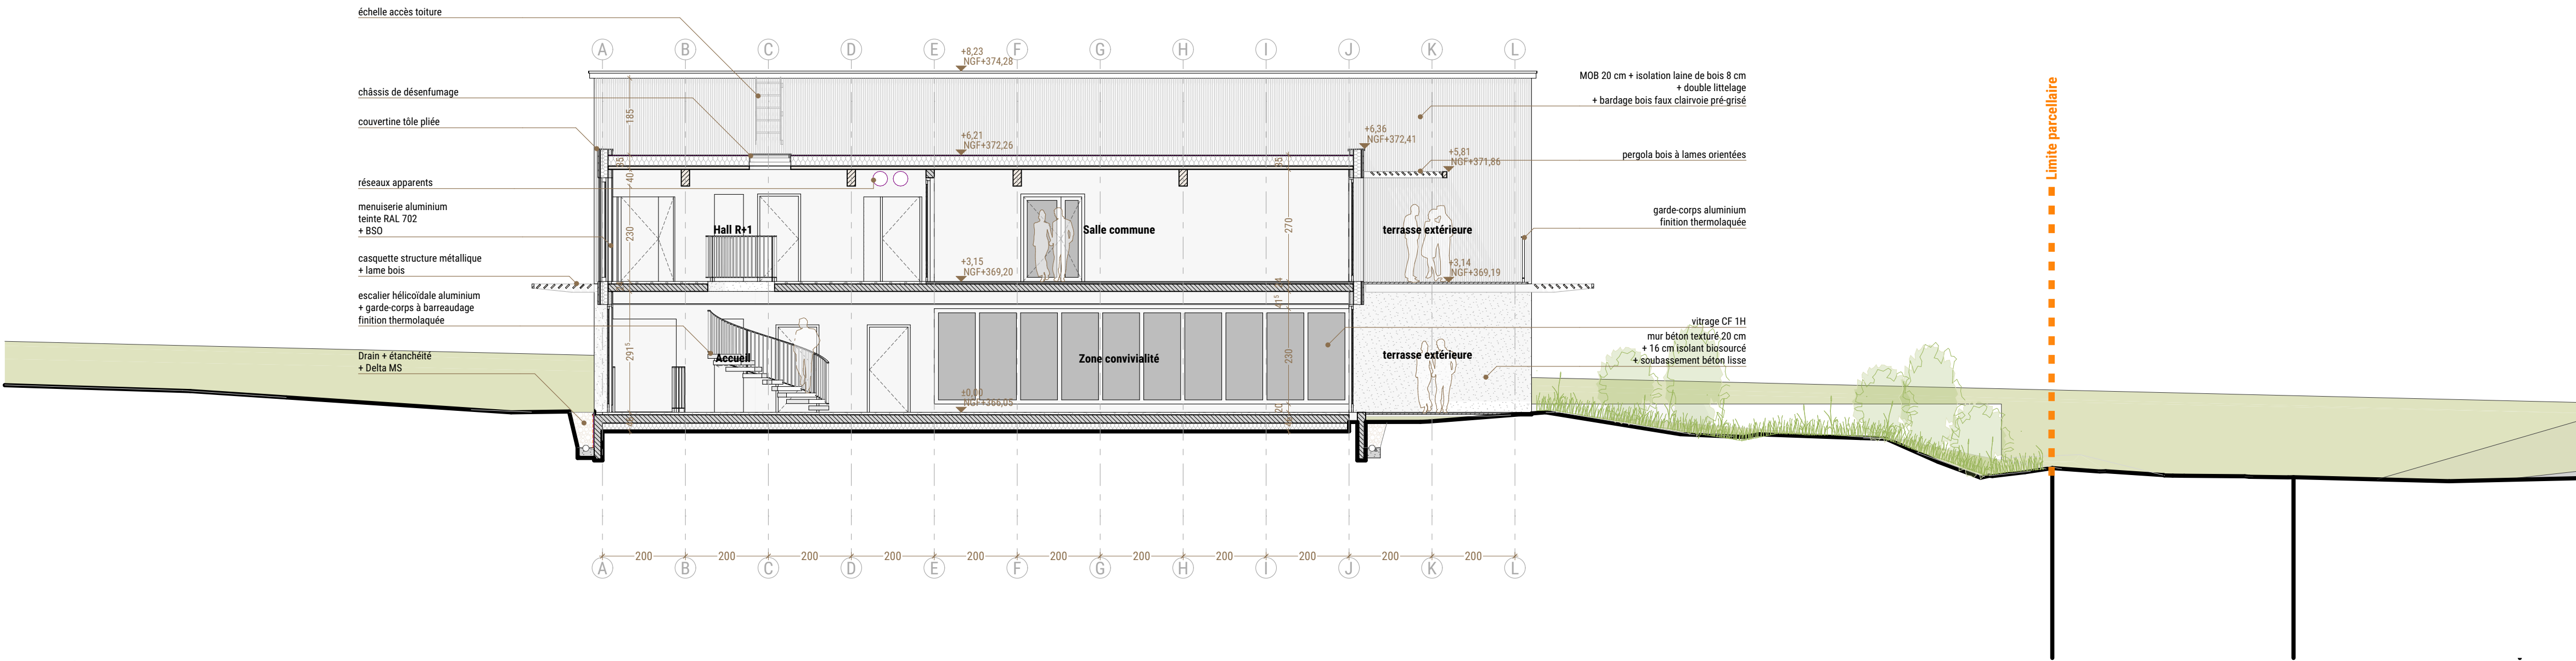 échelle accès toiture
A B C D E F G H I J K L
+8,23
NGF+374,28
châssis de désenfumage
couvertine tôle pliée
réseaux apparents
menuiserie aluminium
teinte RAL 702
+ BSO
casquette structure métallique
+ lame bois
escalier hélicoïdale aluminium
+ garde-corps à barreaudage
finition thermolaquée
Drain + étanchéité
+ Delta MS
185
35
40
230
291⁵
+6,21
NGF+372,26
+6,36
NGF+372,41
+5,81
NGF+371,86
35
270
Hall R+1
Salle commune
terrasse extérieure
+3,15
NGF+369,20
+3,14
NGF+369,19
41⁵
230
20
Accueil
Zone convivialité
terrasse extérieure
±0,00
NGF+366,05
MOB 20 cm + isolation laine de bois 8 cm
+ double littelage
+ bardage bois faux clairvoie pré-grisé
pergola bois à lames orientées
garde-corps aluminium
finition thermolaquée
vitrage CF 1H
mur béton texturé 20 cm
+ 16 cm isolant biosourcé
+ soubassement béton lisse
Limite parcellaire
200 200 200 200 200 200 200 200 200 200 200
A B C D E F G H I J K L